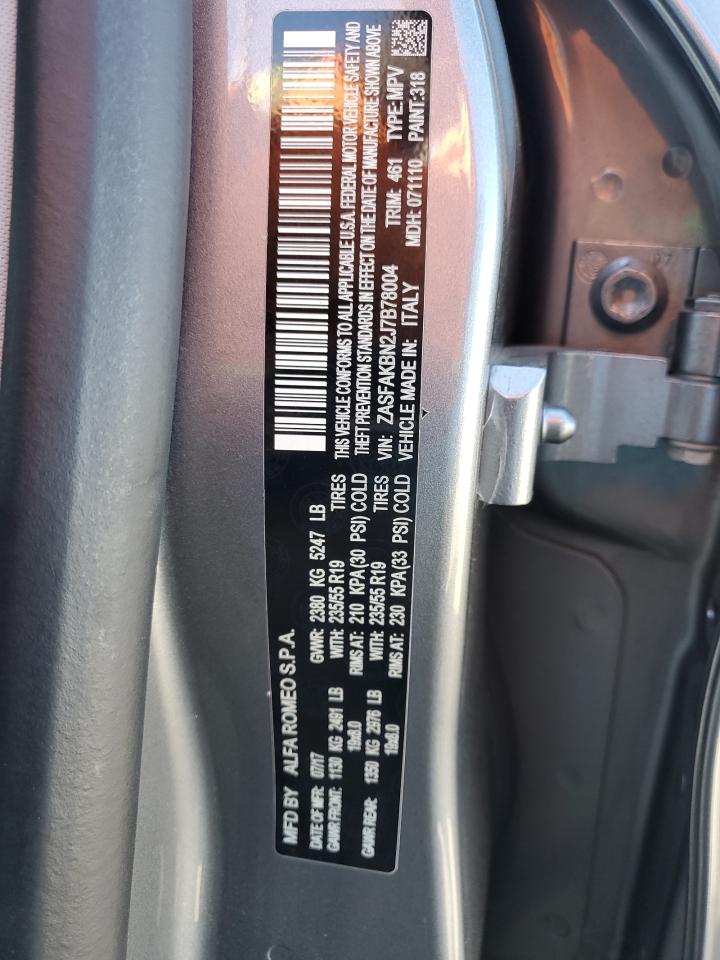 MFD BY ALFA ROMEO S.P.A.
DATE OF MFR: 07/17 GVWR: 2380 KG 5247 LB
GAWR FRONT: 1130 KG 2491 LB WITH: 235/55 R19 TIRES
19x8.0 RIMS AT: 210 KPA(30 PSI) COLD
GAWR REAR: 1350 KG 2976 LB WITH: 235/55 R19 TIRES
19x8.0 RIMS AT: 230 KPA(33 PSI) COLD
THIS VEHICLE CONFORMS TO ALL APPLICABLE U.S.A. FEDERAL MOTOR VEHICLE SAFETY AND
THEFT PREVENTION STANDARDS IN EFFECT ON THE DATE OF MANUFACTURE SHOWN ABOVE
VIN: ZASFAKBN2J7B78004 TRIM: 461 TYPE:MPV
VEHICLE MADE IN: ITALY MDH: 071110 PAINT:318